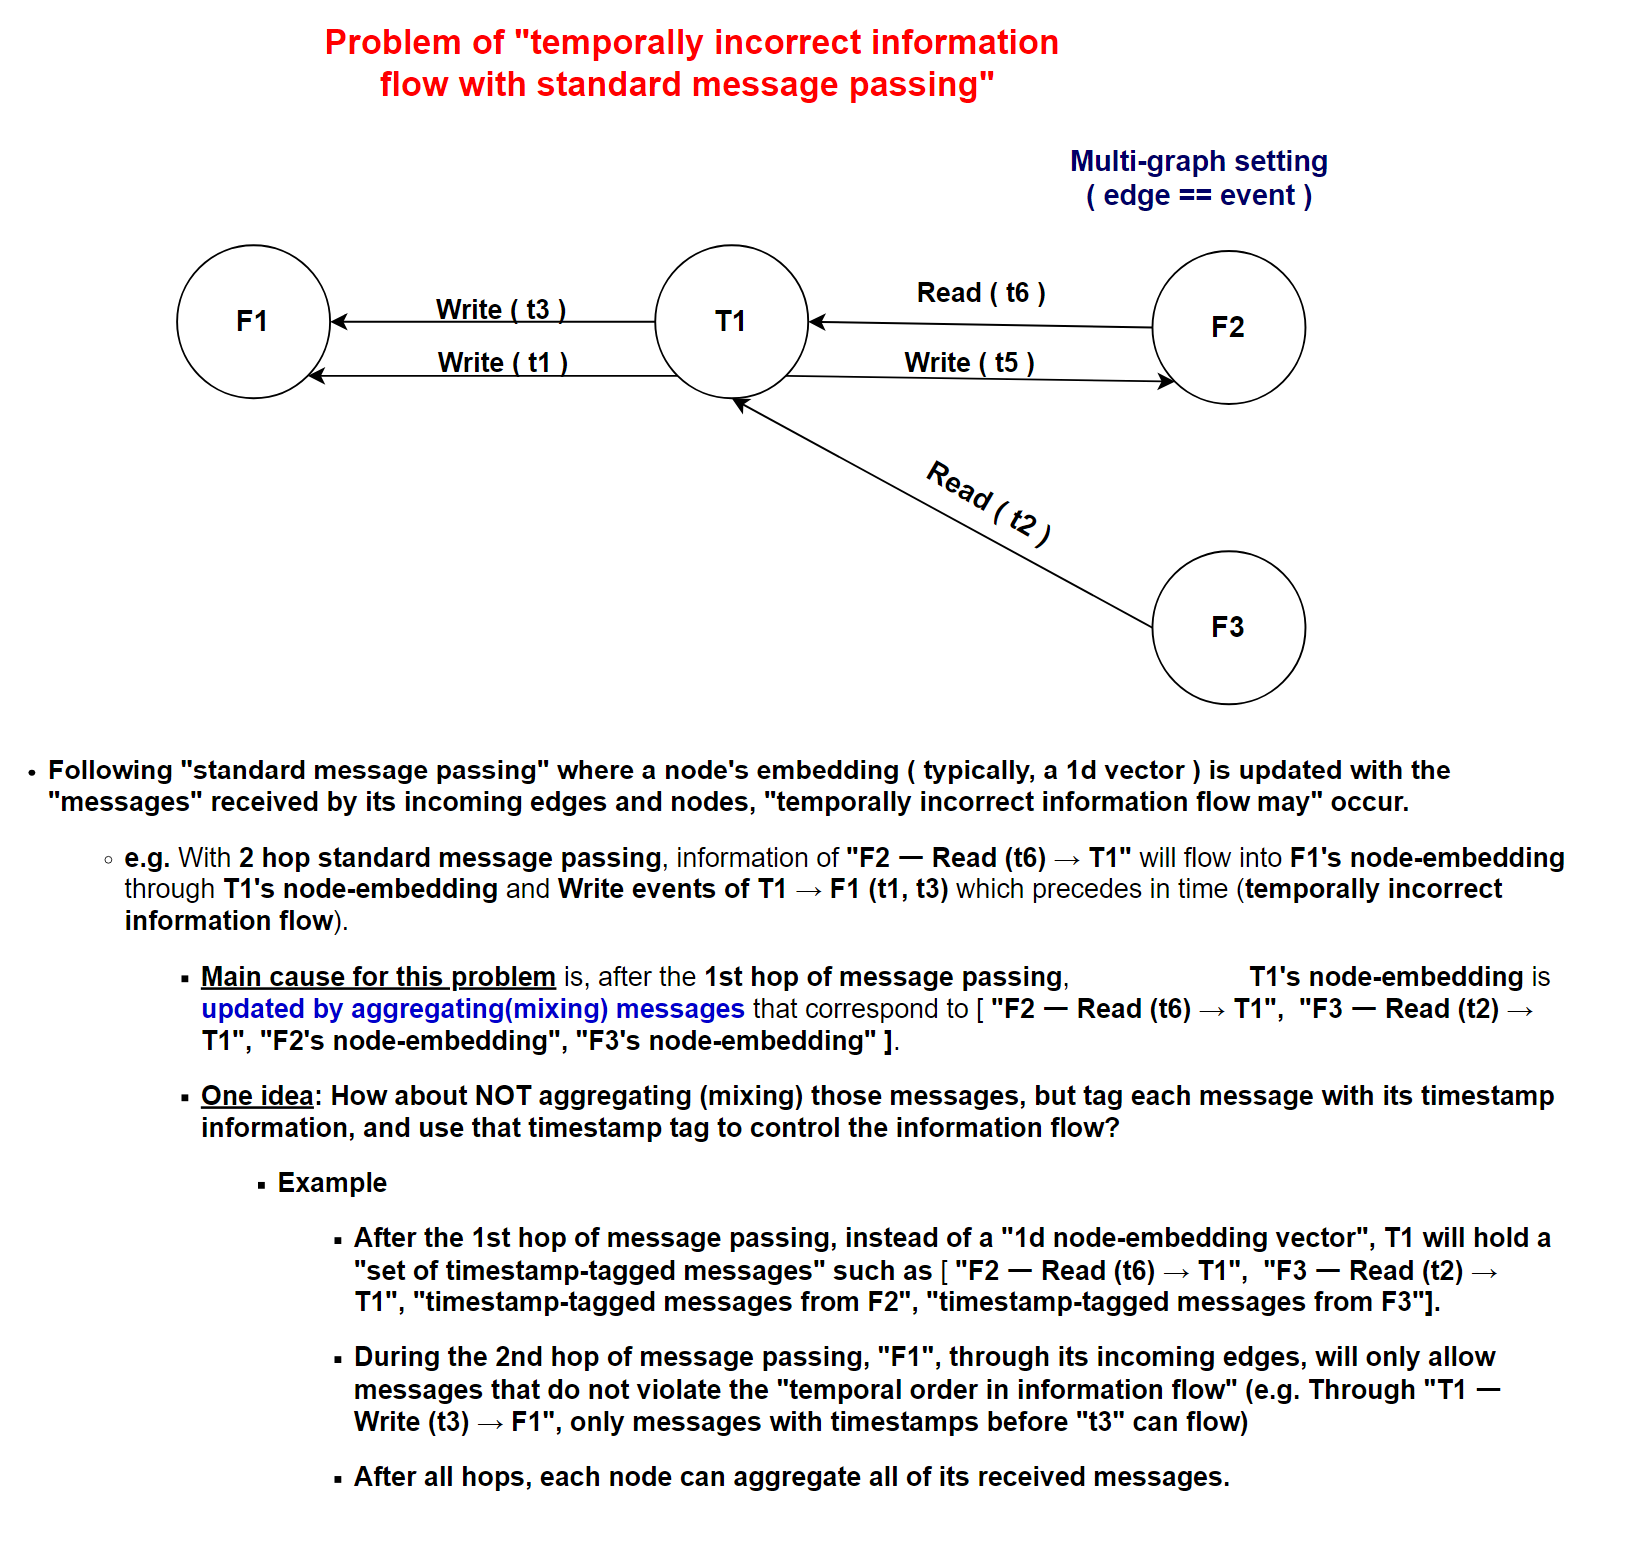 Problem of "temporally incorrect information
flow with standard message passing"
Multi-graph setting
( edge == event )
F1
Write ( t3 )
Write ( t1 )
T1
Read ( t6 )
Write ( t5 )
F2
Read ( t2 )
F3
• Following "standard message passing" where a node's embedding ( typically, a 1d vector ) is updated with the
"messages" received by its incoming edges and nodes, "temporally incorrect information flow may" occur.
○ e.g. With 2 hop standard message passing, information of "F2 — Read (t6) → T1" will flow into F1's node-embedding
through T1's node-embedding and Write events of T1 → F1 (t1, t3) which precedes in time (temporally incorrect
information flow).
▪ Main cause for this problem is, after the 1st hop of message passing, T1's node-embedding is
updated by aggregating(mixing) messages that correspond to [ "F2 — Read (t6) → T1", "F3 — Read (t2) →
T1", "F2's node-embedding", "F3's node-embedding" ].
▪ One idea: How about NOT aggregating (mixing) those messages, but tag each message with its timestamp
information, and use that timestamp tag to control the information flow?
▪ Example
▪ After the 1st hop of message passing, instead of a "1d node-embedding vector", T1 will hold a
"set of timestamp-tagged messages" such as [ "F2 — Read (t6) → T1", "F3 — Read (t2) →
T1", "timestamp-tagged messages from F2", "timestamp-tagged messages from F3"].
▪ During the 2nd hop of message passing, "F1", through its incoming edges, will only allow
messages that do not violate the "temporal order in information flow" (e.g. Through "T1 —
Write (t3) → F1", only messages with timestamps before "t3" can flow)
▪ After all hops, each node can aggregate all of its received messages.